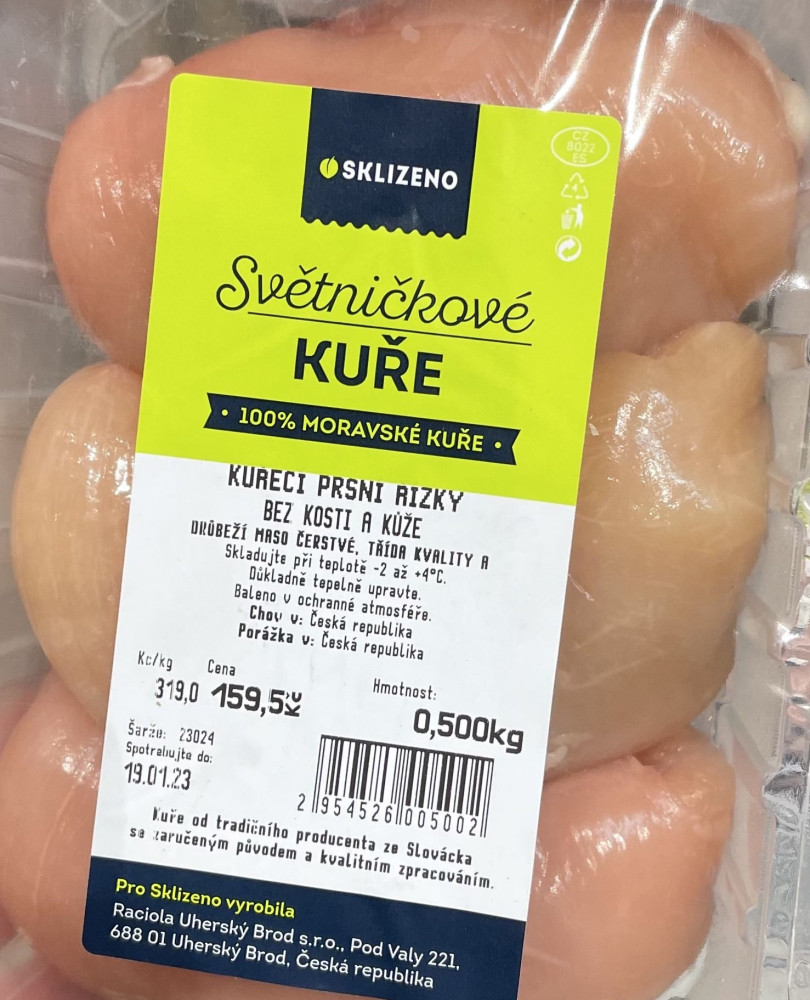 SKLIZENO
CZ
8022
ES
Světničkové
KUŘE
• 100% MORAVSKÉ KUŘE •
KUŘECÍ PRSNÍ ŘÍZKY
BEZ KOSTI A KŮŽE
DRŮBEŽÍ MASO ČERSTVÉ, TŘÍDA KVALITY A
Skladujte při teplotě -2 až +4°C.
Důkladně tepelně upravte.
Baleno v ochranné atmosféře.
Chov v: Česká republika
Porážka v: Česká republika
Kč/kg Cena Hmotnost:
319,0 159,5Kč 0,500kg
Šarže: 23024
Spotřebujte do:
19.01.23
2 954526 005002
Kuře od tradičního producenta ze Slovácka
se zaručeným původem a kvalitním zpracováním.
Pro Sklizeno vyrobila
Raciola Uherský Brod s.r.o., Pod Valy 221,
688 01 Uherský Brod, Česká republika